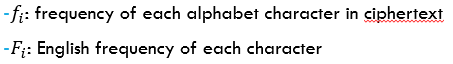 -fᵢ: frequency of each alphabet character in ciphertext
-Fᵢ: English frequency of each character